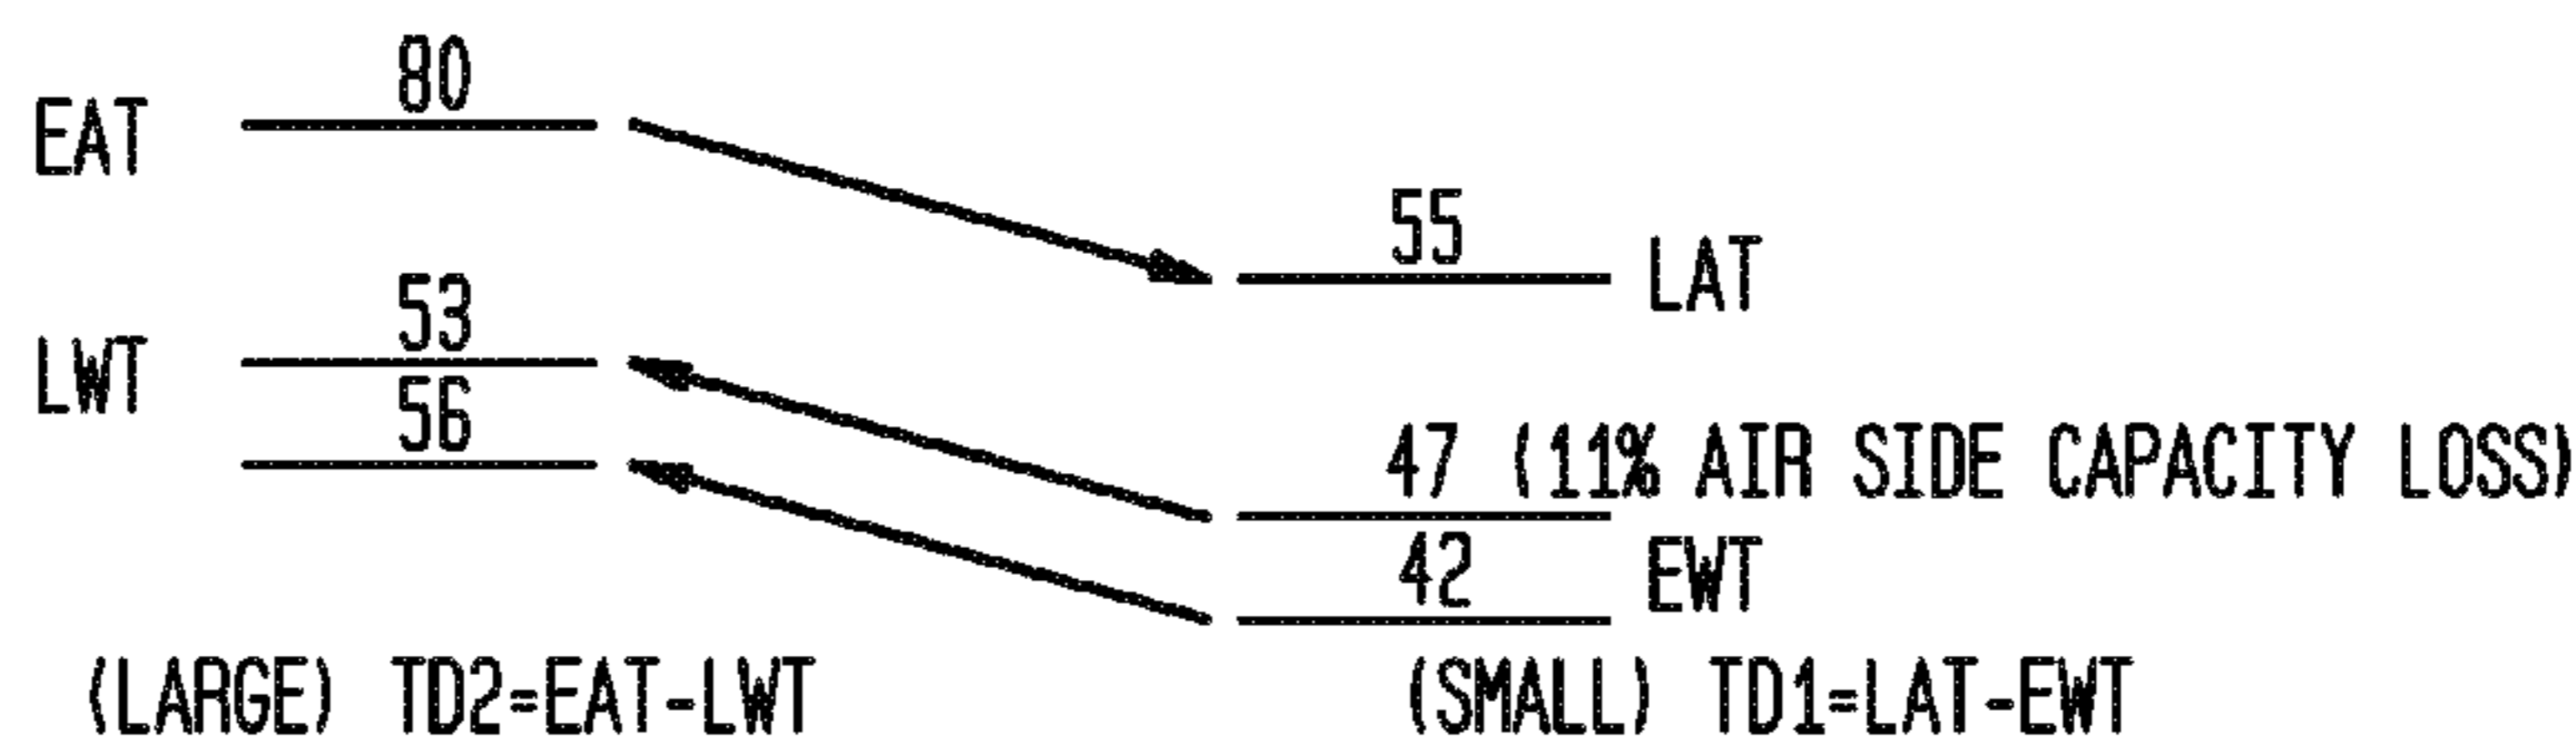 80
EAT
55
LAT
53
LWT
56
47 (11% AIR SIDE CAPACITY LOSS)
42
EWT
(LARGE) TD2=EAT-LWT
(SMALL) TD1=LAT-EWT